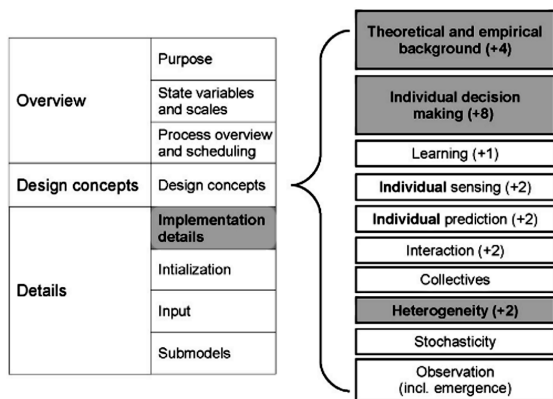 Overview
Purpose
State variables
and scales
Process overview
and scheduling
Design concepts
Design concepts
Details
Implementation
details
Intialization
Input
Submodels
Theoretical and empirical
background (+4)
Individual decision
making (+8)
Learning (+1)
Individual sensing (+2)
Individual prediction (+2)
Interaction (+2)
Collectives
Heterogeneity (+2)
Stochasticity
Observation
(incl. emergence)